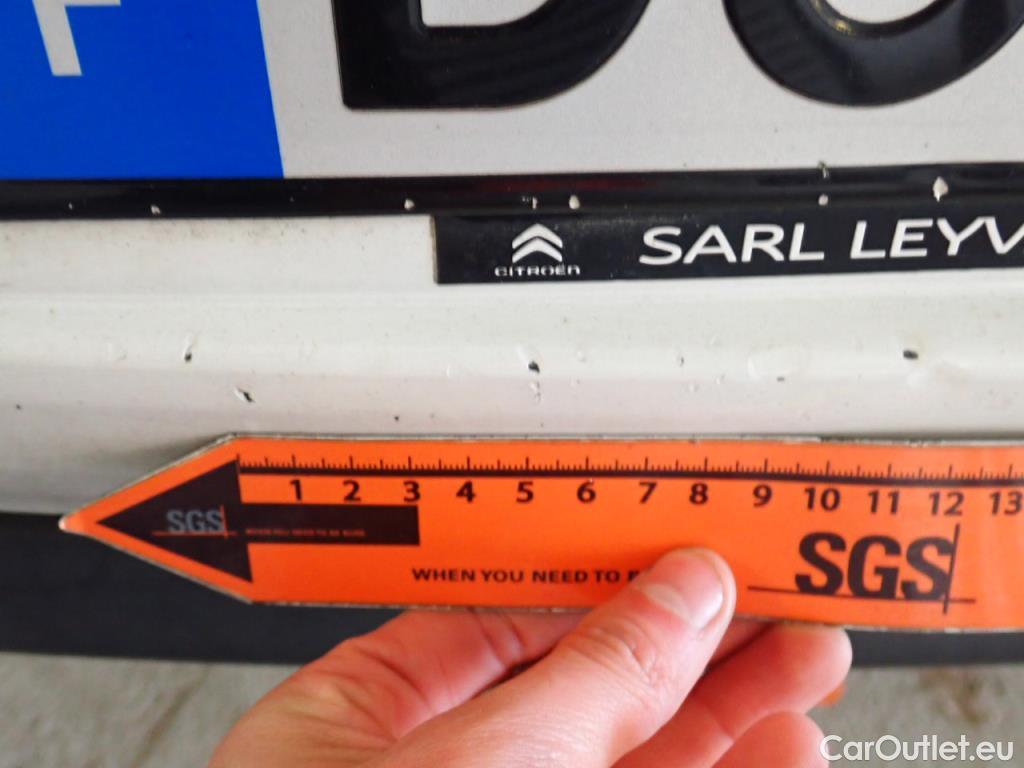 F
CITROËN
SARL LEYV
1 2 3 4 5 6 7 8 9 10 11 12 13
SGS
SGS
WHEN YOU NEED TO
CarOutlet.eu